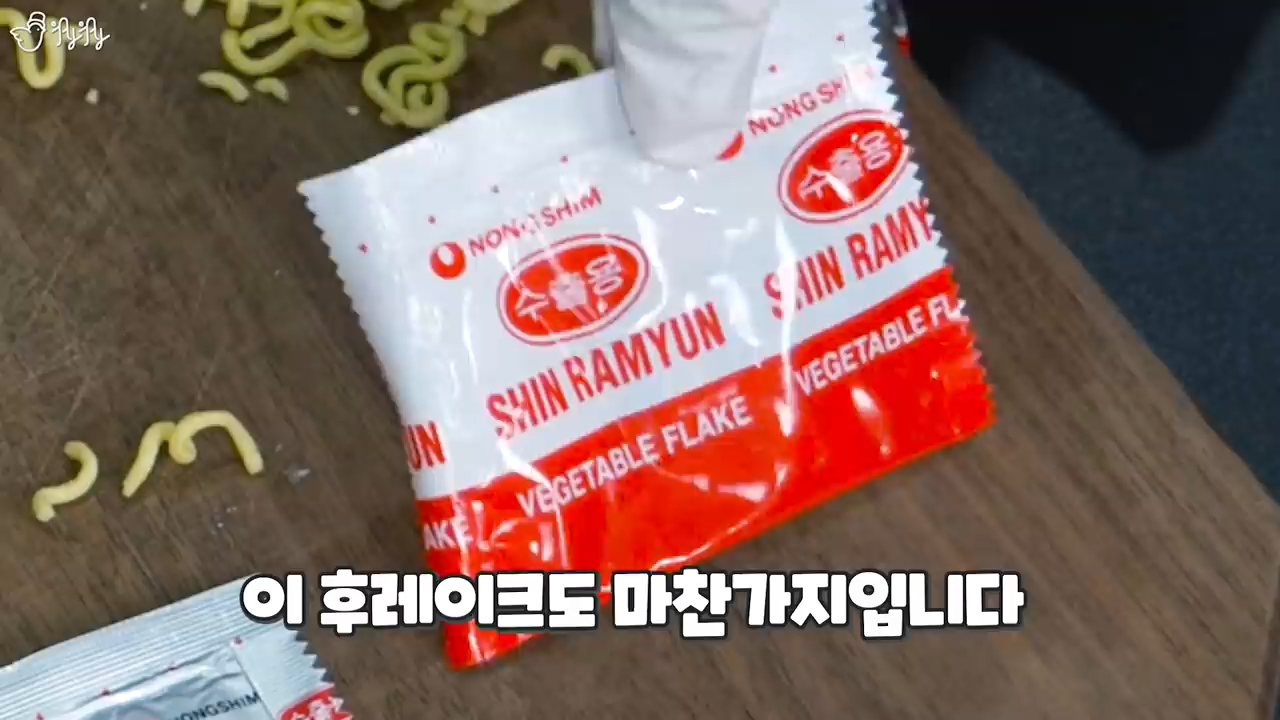 NONGSHIM
수출용
SHIN RAMYUN
VEGETABLE FLAKE
NONGSH
수출용
SHIN RAMY
VEGETABLE FL
UN
AKE
NONGSHIM
이 후레이크도 마찬가지입니다